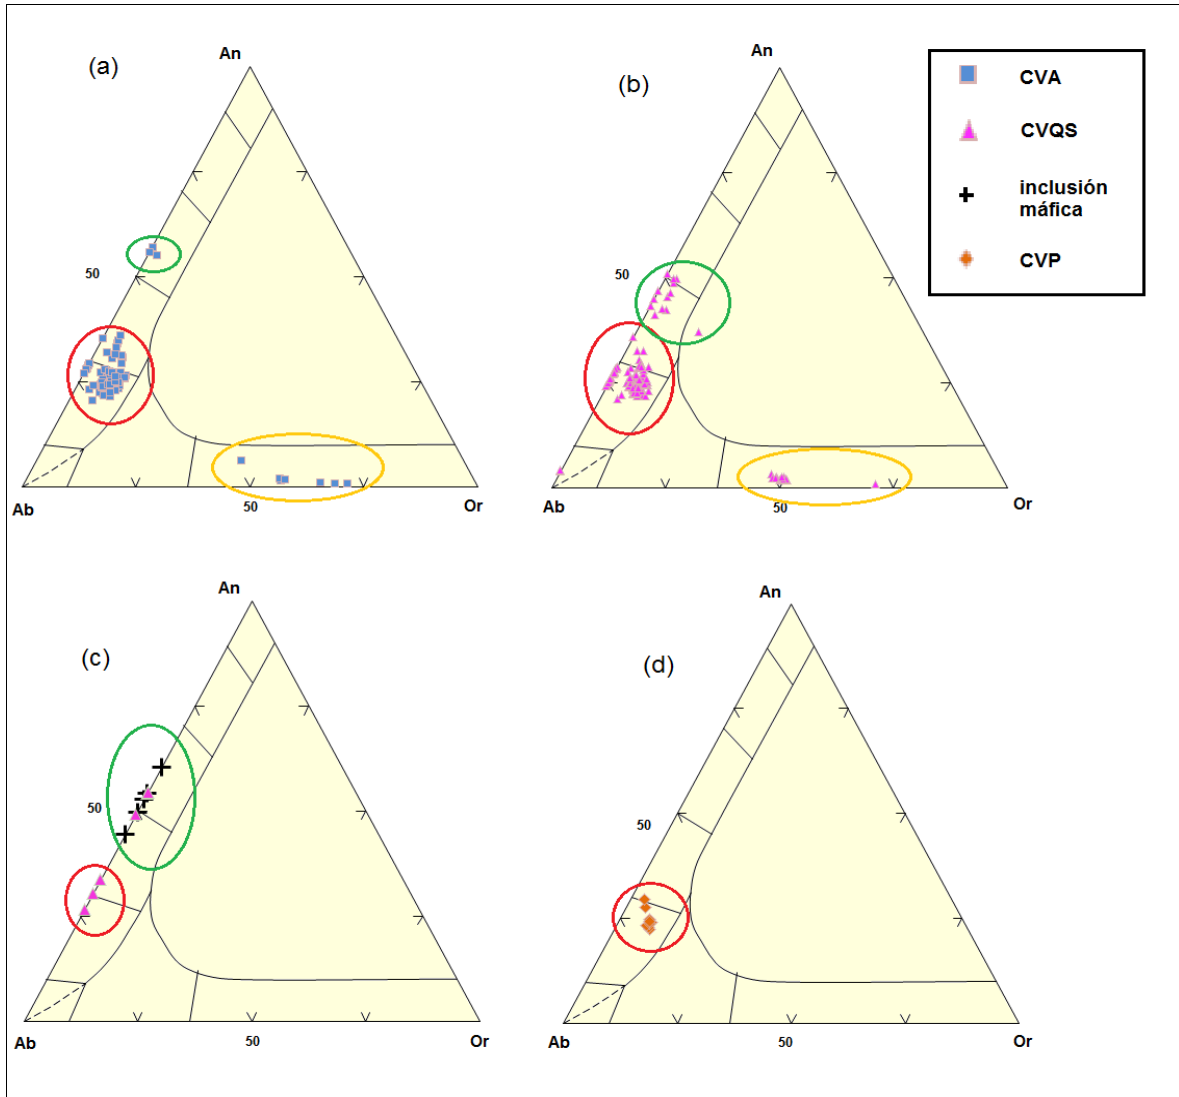 (a)
An
50
Ab
50
Or
(b)
An
50
Ab
50
Or
CVA
CVQS
inclusión
máfica
CVP
(c)
An
50
Ab
50
Or
(d)
An
50
Ab
50
Or